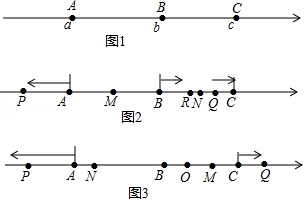 A B C
a b c
图1
P A M B R N Q C
图2
P A N B O M C Q
图3